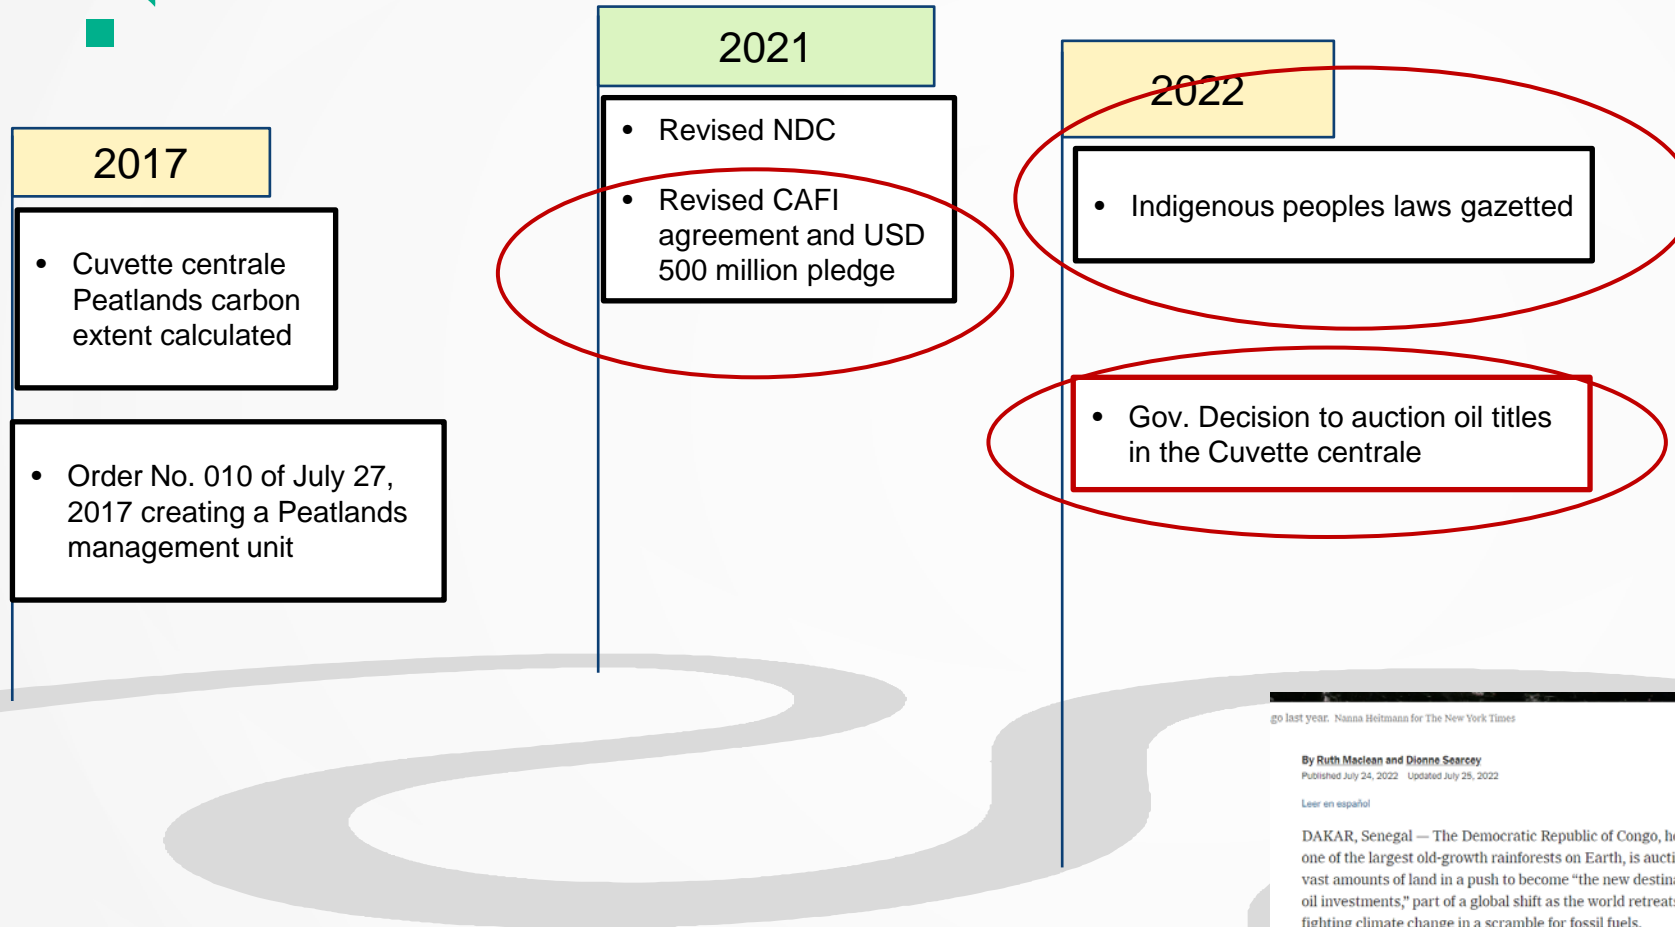 2017
• Cuvette centrale
Peatlands carbon
extent calculated
• Order No. 010 of July 27,
2017 creating a Peatlands
management unit
2021
• Revised NDC
• Revised CAFI
agreement and USD
500 million pledge
2022
• Indigenous peoples laws gazetted
• Gov. Decision to auction oil titles
in the Cuvette centrale
go last year. Nanna Heitmann for The New York Times
By Ruth Maclean and Dionne Searcey
Published July 24, 2022 Updated July 25, 2022
Leer en español
DAKAR, Senegal — The Democratic Republic of Congo, ho
one of the largest old-growth rainforests on Earth, is aucti
vast amounts of land in a push to become “the new destina
oil investments,” part of a global shift as the world retreats
fighting climate change in a scramble for fossil fuels.